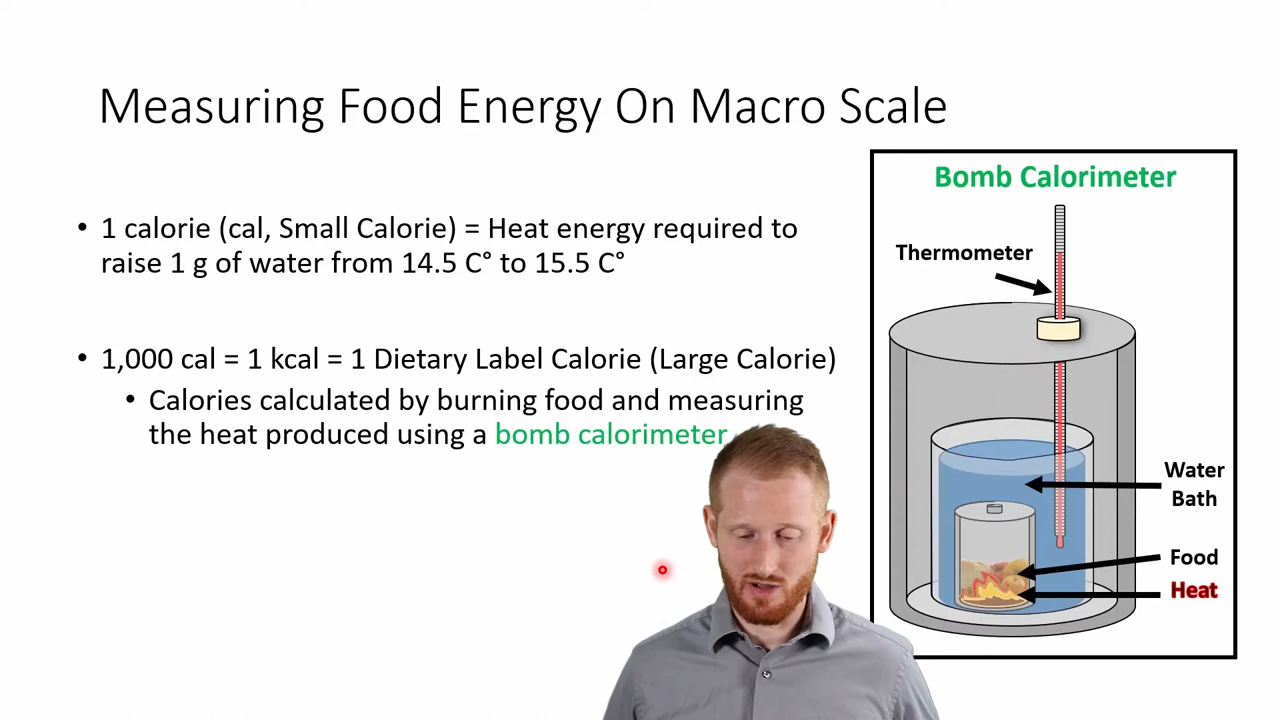 Measuring Food Energy On Macro Scale
• 1 calorie (cal, Small Calorie) = Heat energy required to
raise 1 g of water from 14.5 C° to 15.5 C°
• 1,000 cal = 1 kcal = 1 Dietary Label Calorie (Large Calorie)
• Calories calculated by burning food and measuring
the heat produced using a bomb calorimeter
Bomb Calorimeter
Thermometer
Water
Bath
Food
Heat